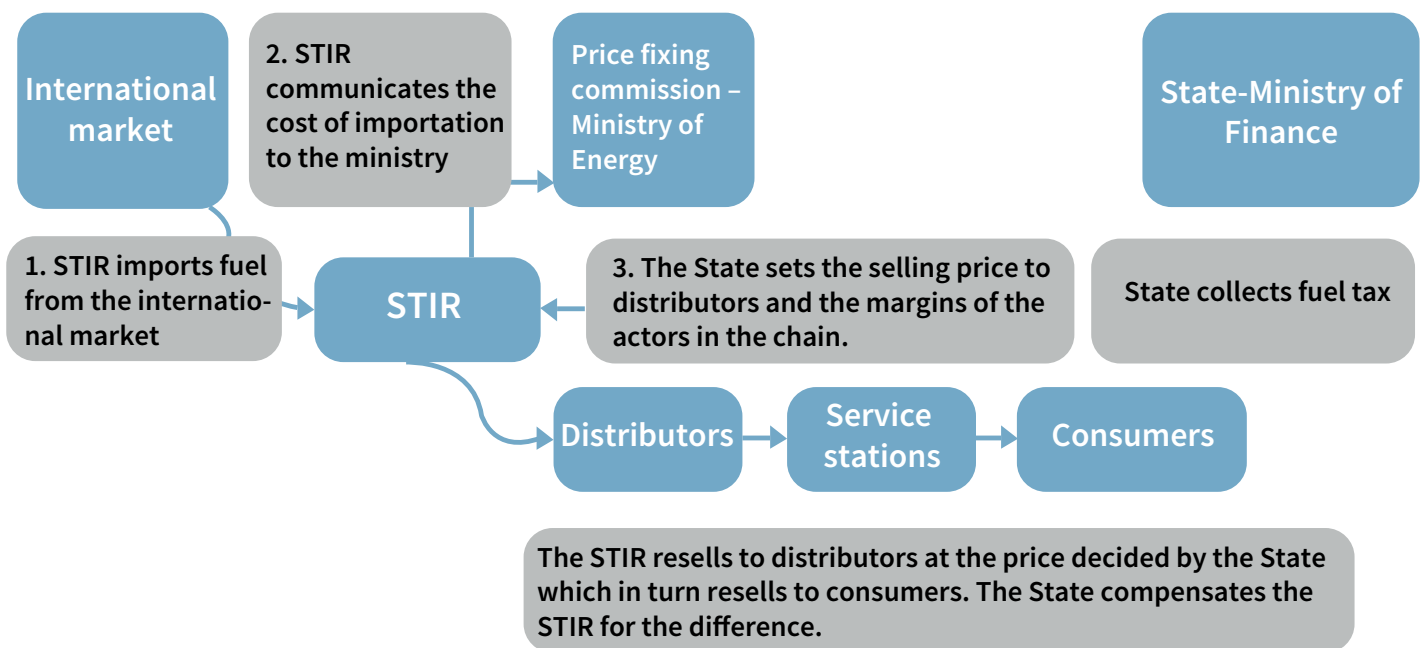 International
market
2. STIR
communicates the
cost of importation
to the ministry
Price fixing
commission –
Ministry of
Energy
State-Ministry of
Finance
1. STIR imports fuel
from the internatio-
nal market
STIR
3. The State sets the selling price to
distributors and the margins of the
actors in the chain.
State collects fuel tax
Distributors
Service
stations
Consumers
The STIR resells to distributors at the price decided by the State
which in turn resells to consumers. The State compensates the
STIR for the difference.